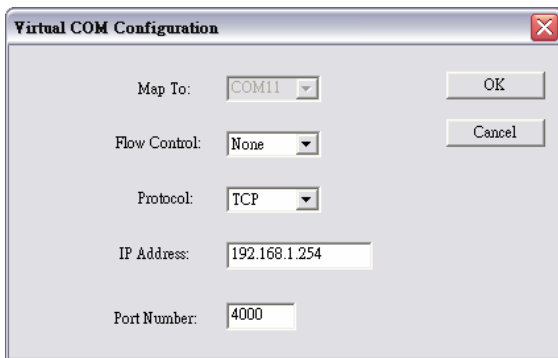 Virtual COM Configuration
Map To: COM11
OK
Flow Control: None
Cancel
Protocol: TCP
IP Address: 192.168.1.254
Port Number: 4000